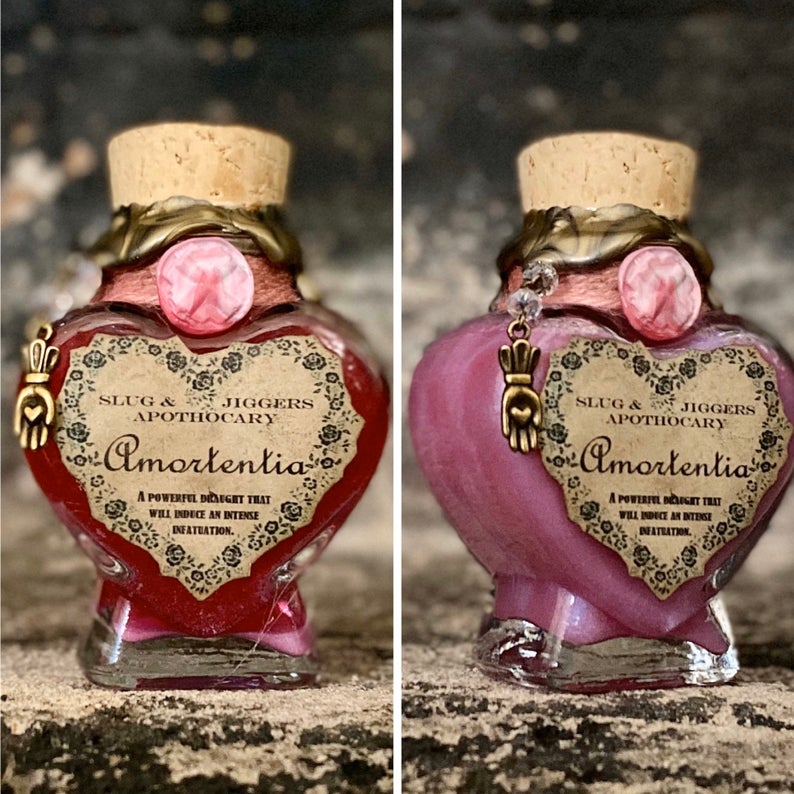 SLUG & JIGGERS
APOTHECARY
Amortentia
A POWERFUL DRAUGHT THAT
WILL INDUCE AN INTENSE
INFATUATION.
SLUG & JIGGERS
APOTHECARY
Amortentia
A POWERFUL DRAUGHT THAT
WILL INDUCE AN INTENSE
INFATUATION.